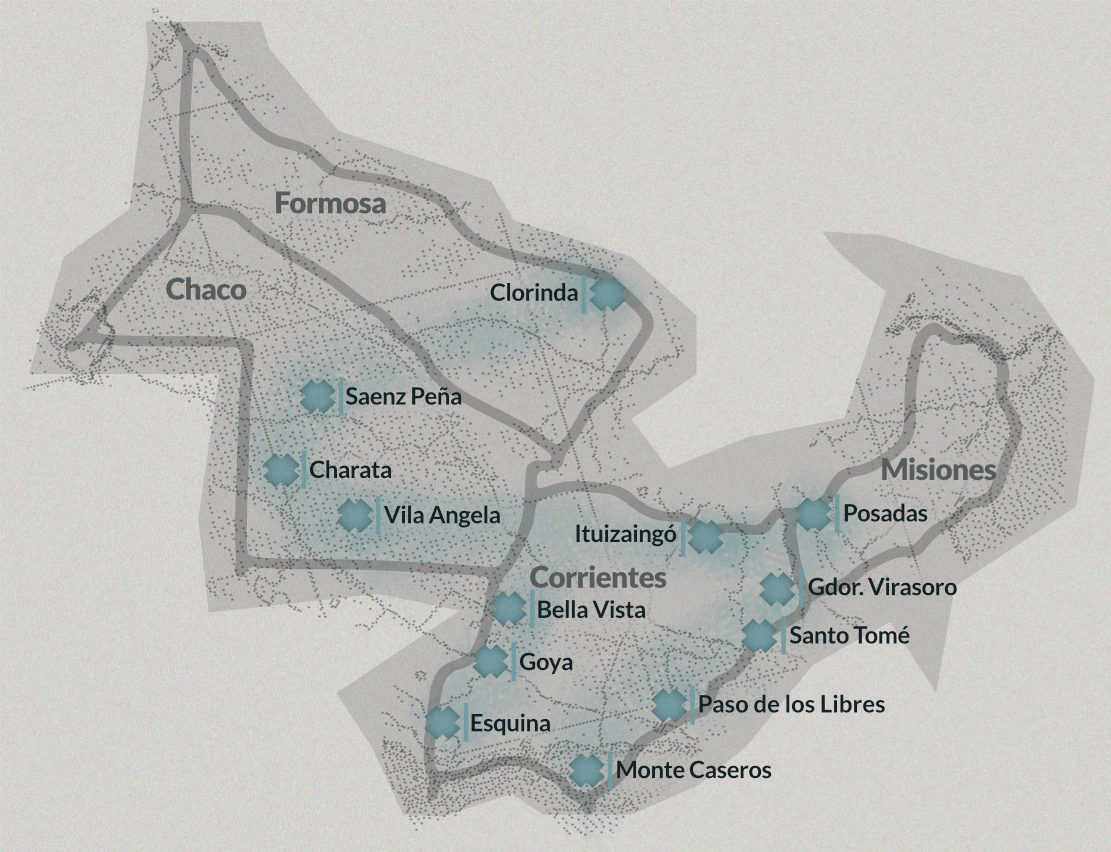 Formosa
Chaco
Clorinda
Saenz Peña
Charata
Misiones
Vila Angela
Posadas
Ituizaingó
Corrientes
Gdor. Virasoro
Bella Vista
Santo Tomé
Goya
Paso de los Libres
Esquina
Monte Caseros